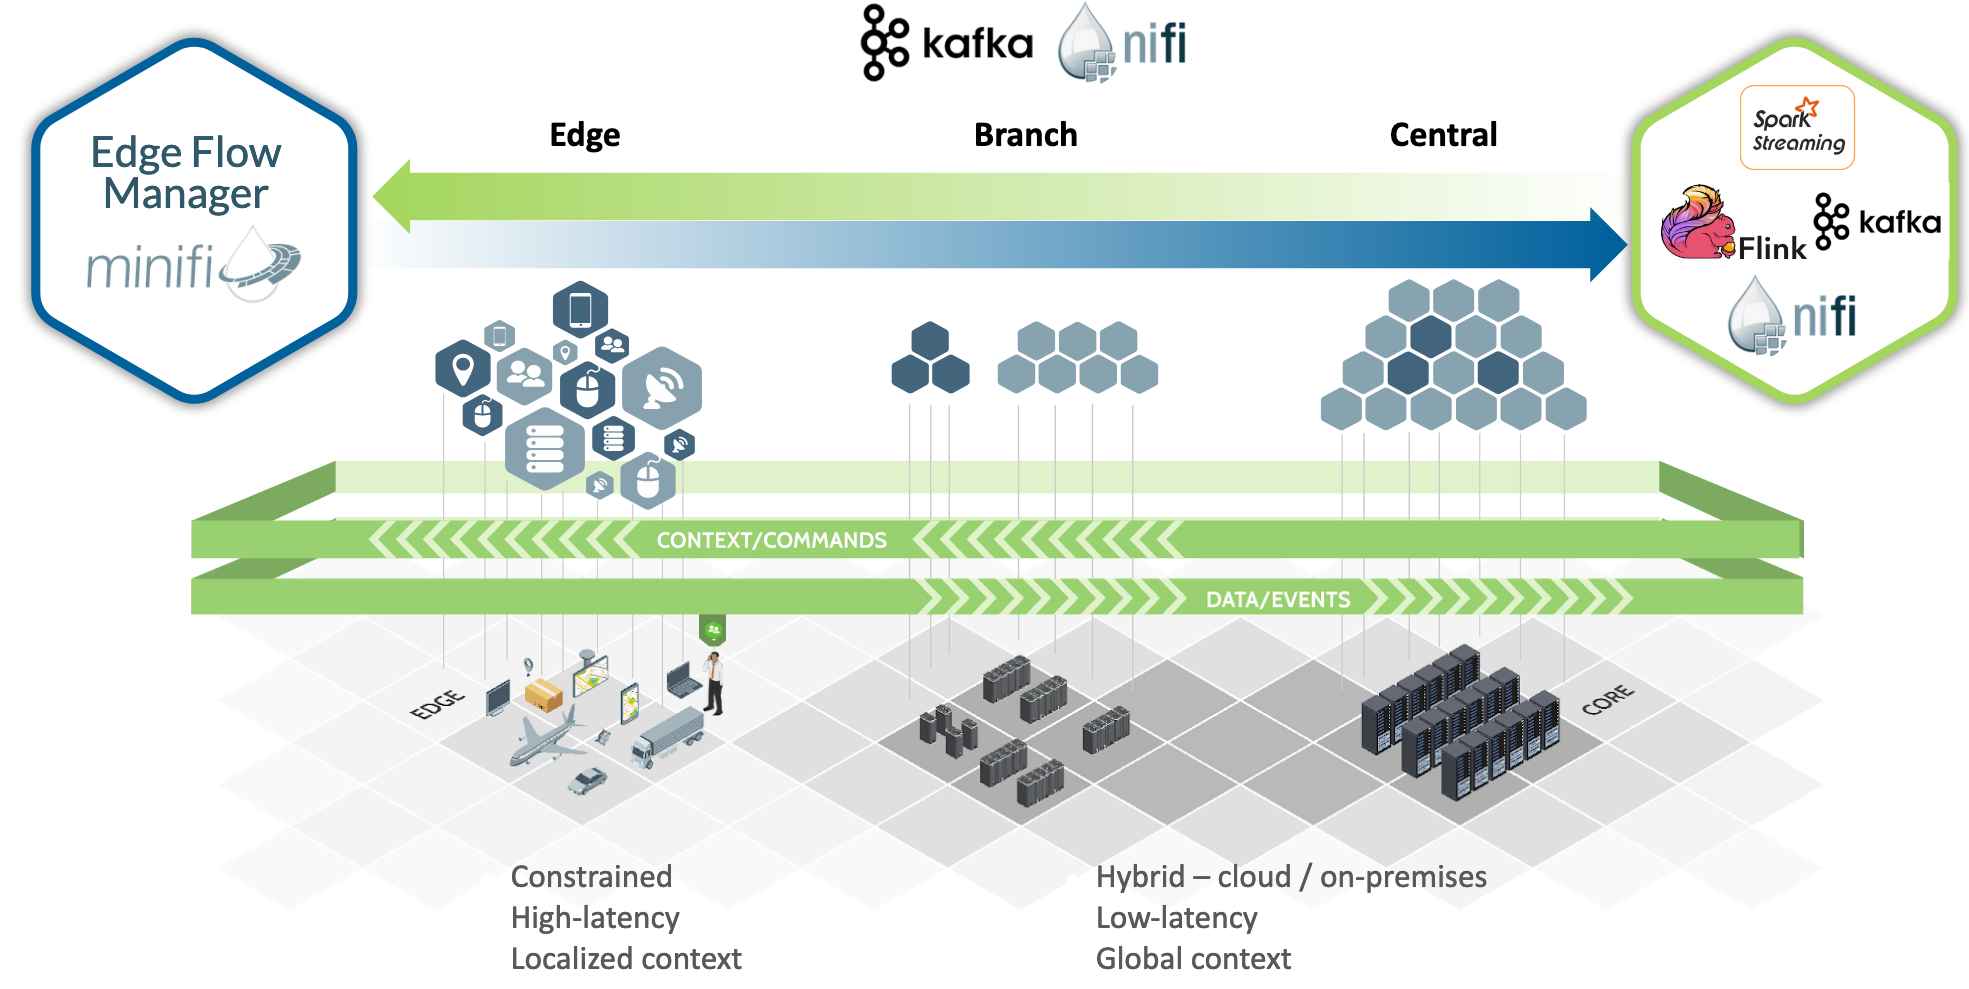 kafka
nifi
Edge Flow
Manager
minifi
Edge
Branch
Central
Spark
Streaming
Flink
kafka
nifi
CONTEXT/COMMANDS
DATA/EVENTS
EDGE
CORE
Constrained
High-latency
Localized context
Hybrid – cloud / on-premises
Low-latency
Global context